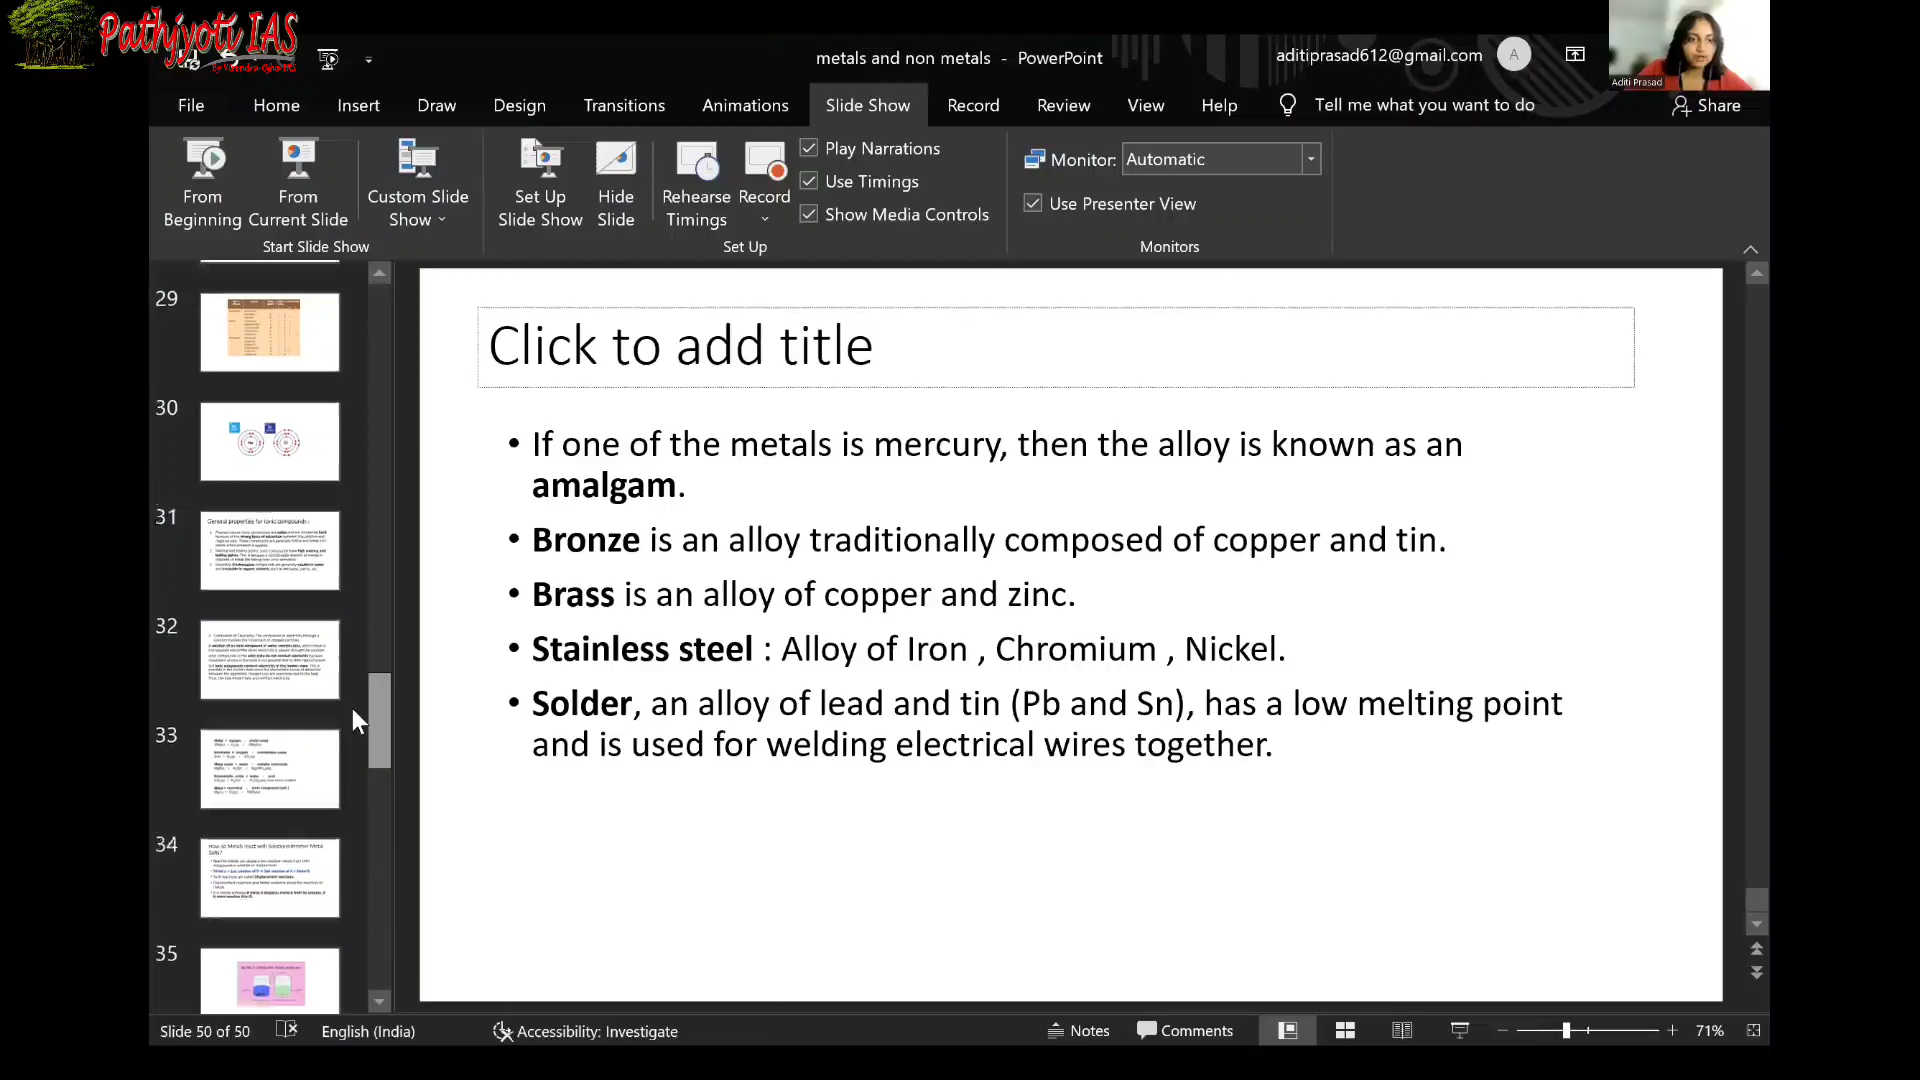 Pathjyoti IAS
metals and non metals - PowerPoint
aditiprasad612@gmail.com
A
Aditi Prasad
File Home Insert Draw Design Transitions Animations Slide Show Record Review View Help Tell me what you want to do Share
From Beginning
From Current Slide
Custom Slide Show
Start Slide Show
Set Up Slide Show
Hide Slide
Rehearse Timings
Record
Play Narrations
Use Timings
Show Media Controls
Set Up
Monitor: Automatic
Use Presenter View
Monitors
29
30
31
General properties for ionic compounds :
32
33
34
35
Click to add title
• If one of the metals is mercury, then the alloy is known as an
amalgam.
• Bronze is an alloy traditionally composed of copper and tin.
• Brass is an alloy of copper and zinc.
• Stainless steel : Alloy of Iron , Chromium , Nickel.
• Solder, an alloy of lead and tin (Pb and Sn), has a low melting point
and is used for welding electrical wires together.
Slide 50 of 50 English (India) Accessibility: Investigate Notes Comments 71%